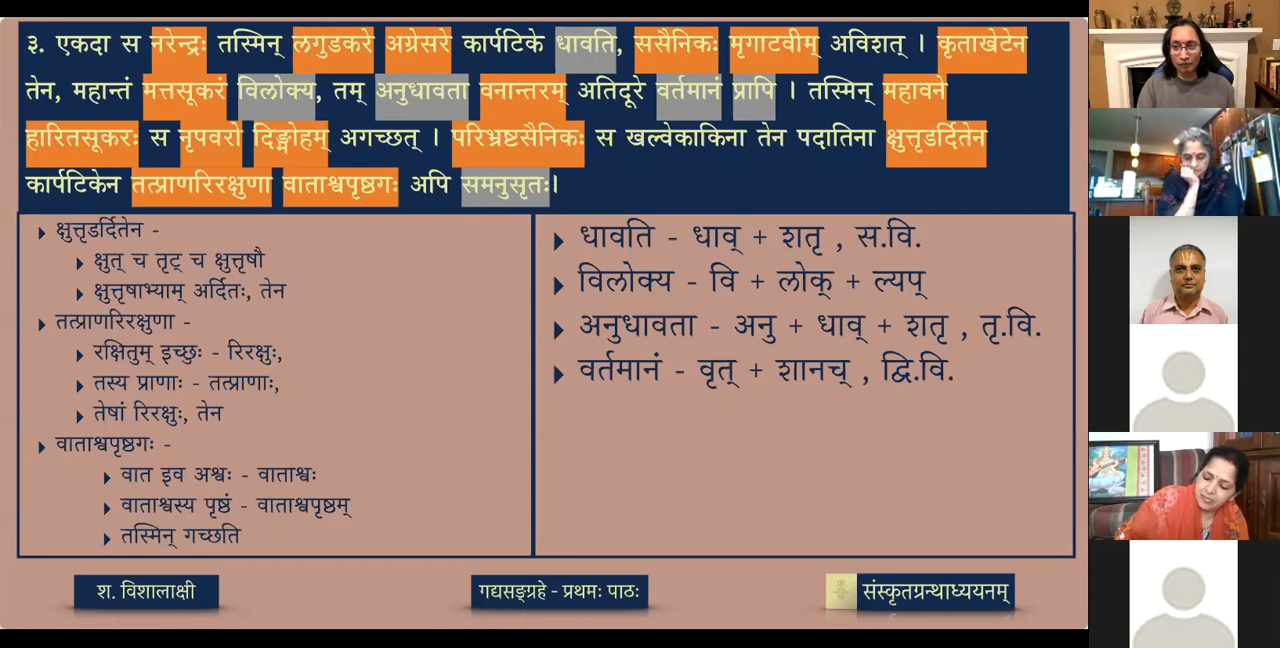 ३. एकदा स नरेन्द्रः तस्मिन् लगुडकरे अग्रेसरे कार्पटिके धावति, ससैनिकः मृगाटवीम् अविशत् । कृताखेटेन
तेन, महान्तं मत्तसूकरं विलोक्य, तम् अनुधावता वनान्तरम् अतिदूरे वर्तमानं प्रापि । तस्मिन् महावने
हारितसूकरः स नृपवरो दिङ्मोहम् अगच्छत् । परिभ्रष्टसैनिकः स खल्वेकाकिना तेन पदातिना क्षुत्तृडर्दितेन
कार्पटिकेन तत्प्राणरिरक्षुणा वाताश्वपृष्ठगः अपि समनुसृतः।
क्षुत्तृडर्दितेन -
क्षुत् च तृट् च क्षुत्तृषौ
क्षुत्तृषाभ्याम् अर्दितः, तेन
तत्प्राणरिरक्षुणा -
रक्षितुम् इच्छुः - रिरक्षुः,
तस्य प्राणाः - तत्प्राणाः,
तेषां रिरक्षुः, तेन
वाताश्वपृष्ठगः -
वात इव अश्वः - वाताश्वः
वाताश्वस्य पृष्ठं - वाताश्वपृष्ठम्
तस्मिन् गच्छति
धावति - धाव् + शतृ , स.वि.
विलोक्य - वि + लोक् + ल्यप्
अनुधावता - अनु + धाव् + शतृ , तृ.वि.
वर्तमानं - वृत् + शानच् , द्वि.वि.
श. विशालाक्षी
गद्यसङ्ग्रहे - प्रथमः पाठः
संस्कृतग्रन्थाध्ययनम्